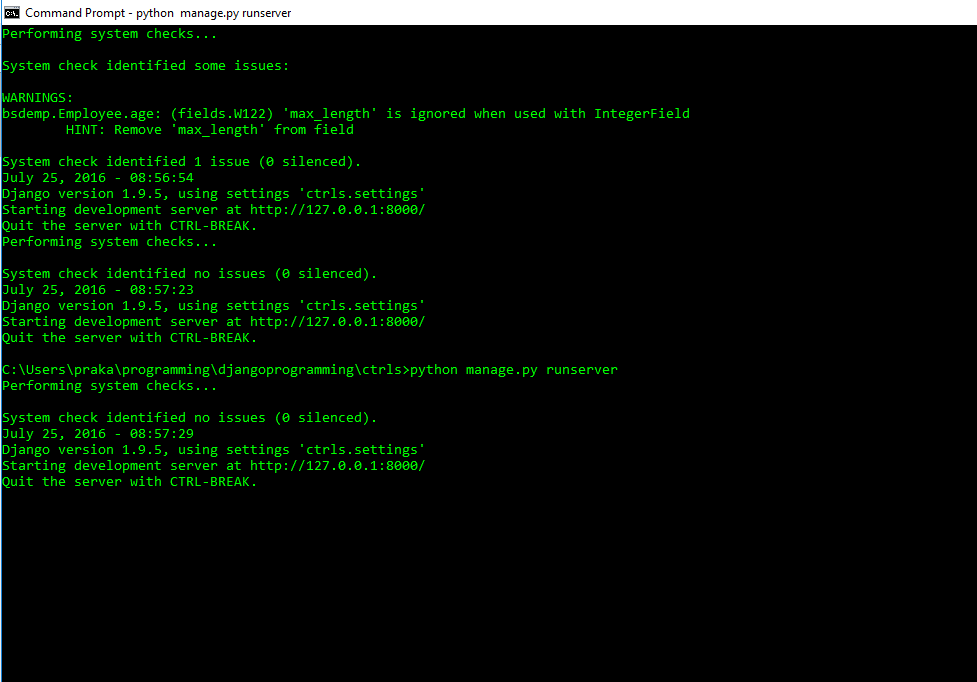 Command Prompt - python  manage.py runserver
Performing system checks...
System check identified some issues:
WARNINGS:
bsdemp.Employee.age: (fields.W122) 'max_length' is ignored when used with IntegerField
        HINT: Remove 'max_length' from field
System check identified 1 issue (0 silenced).
July 25, 2016 - 08:56:54
Django version 1.9.5, using settings 'ctrls.settings'
Starting development server at http://127.0.0.1:8000/
Quit the server with CTRL-BREAK.
Performing system checks...
System check identified no issues (0 silenced).
July 25, 2016 - 08:57:23
Django version 1.9.5, using settings 'ctrls.settings'
Starting development server at http://127.0.0.1:8000/
Quit the server with CTRL-BREAK.
C:\Users\praka\programming\djangoprogramming\ctrls>python manage.py runserver
Performing system checks...
System check identified no issues (0 silenced).
July 25, 2016 - 08:57:29
Django version 1.9.5, using settings 'ctrls.settings'
Starting development server at http://127.0.0.1:8000/
Quit the server with CTRL-BREAK.